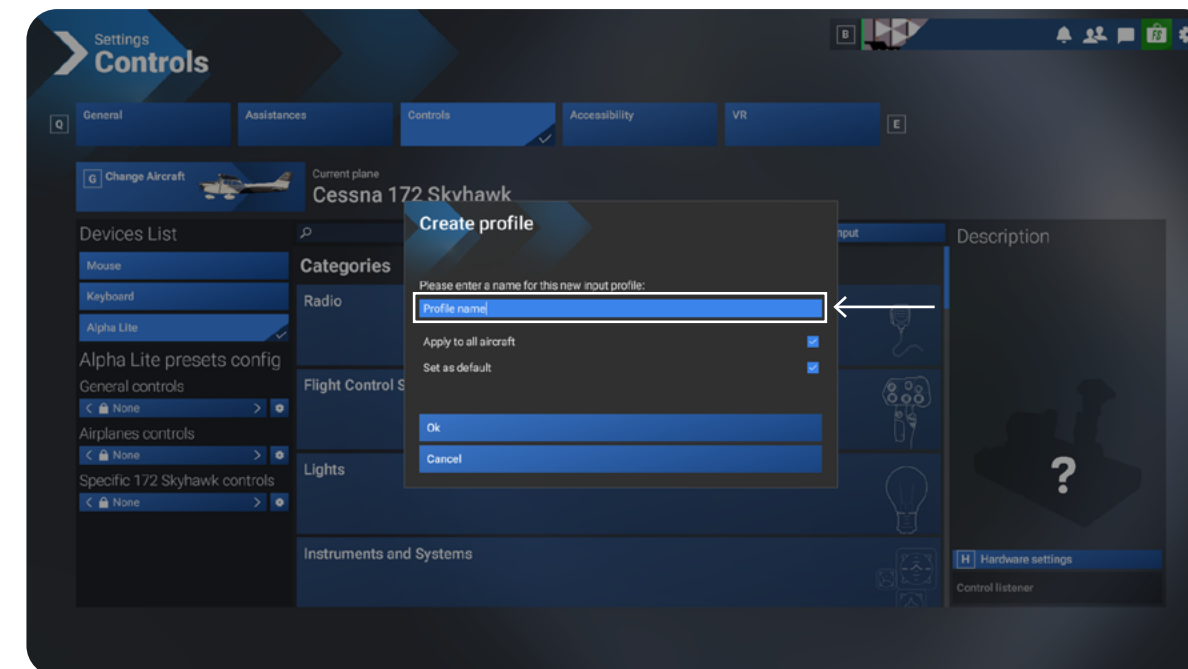 Settings
Controls
B
FS
Q
General
Assistances
Controls
Accessibility
VR
E
G Change Aircraft
Current plane
Cessna 172 Skyhawk
Devices List
Mouse
Keyboard
Alpha Lite
Alpha Lite presets config
General controls
None
Airplanes controls
None
Specific 172 Skyhawk controls
None
Categories
Radio
Flight Control S
Lights
Instruments and Systems
nput
Create profile
Please enter a name for this new input profile:
Profile name
Apply to all aircraft
Set as default
Ok
Cancel
Description
?
H Hardware settings
Control listener